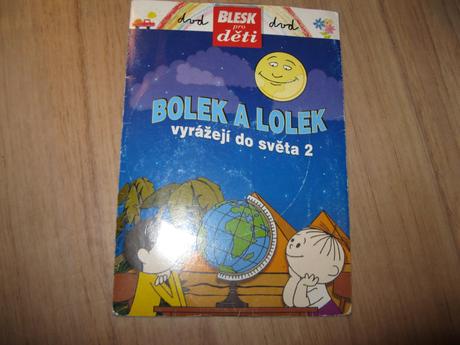 dvd
BLESK
pro
děti
dvd
BOLEK A LOLEK
vyrážejí do světa 2